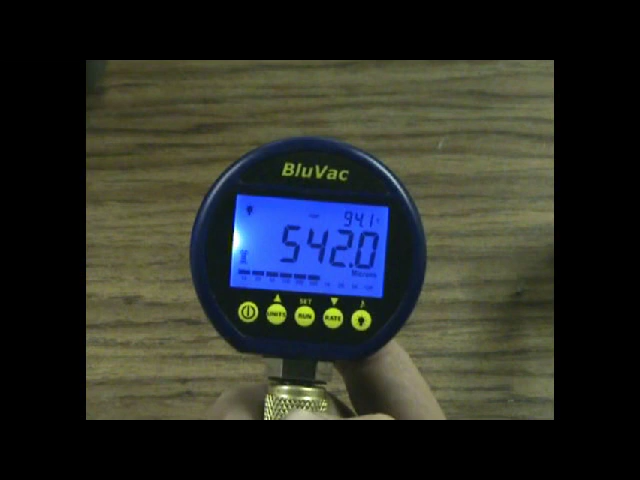 BluVac
94.1
542.0
Microns
SET
UNITS RUN RATE